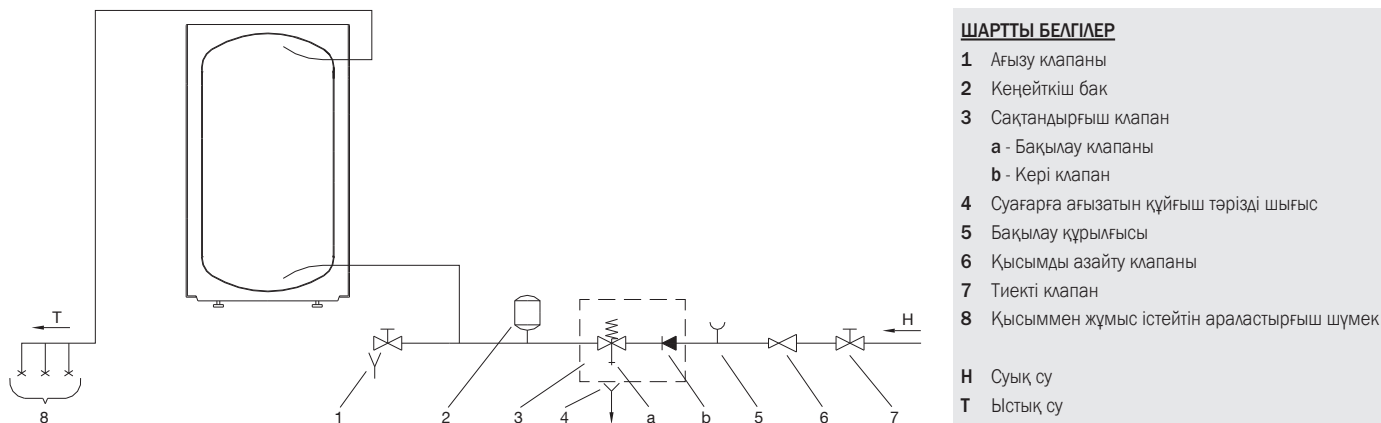 ШАРТТЫ БЕЛГІЛЕР
1 Ағызу клапаны
2 Кеңейткіш бак
3 Сақтандырғыш клапан
a - Бақылау клапаны
b - Кері клапан
4 Суағарға ағызатын құйғыш тәрізді шығыс
5 Бақылау құрылғысы
6 Қысымды азайту клапаны
7 Тиекті клапан
8 Қысыммен жұмыс істейтін араластырғыш шүмек
H Суық су
T Ыстық су
T
H
8 1 2 3 4 a b 5 6 7